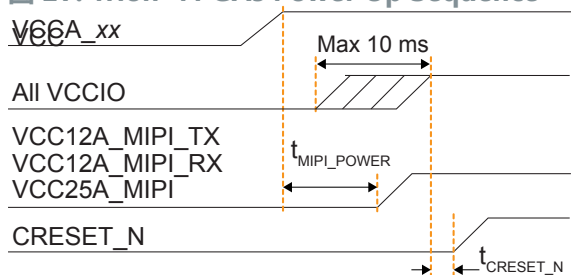 VCC
VCCA_xx
Max 10 ms
All VCCIO
VCC12A_MIPI_TX
VCC12A_MIPI_RX
VCC25A_MIPI
tMIPI_POWER
CRESET_N
tCRESET_N